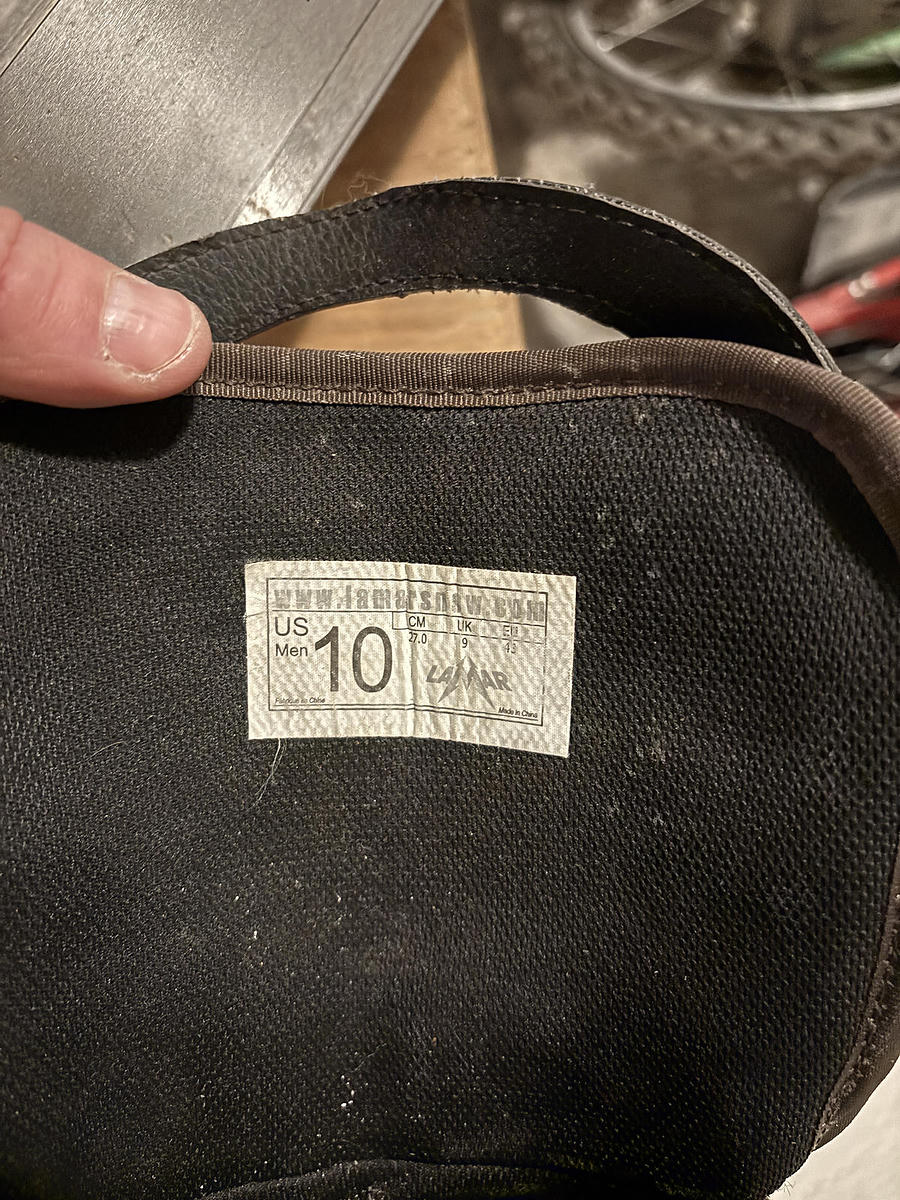 www.lamarsnow.com
US Men 10
CM UK EU
27.0 9 43
LAMAR
Fabriqué en Chine
Made in China